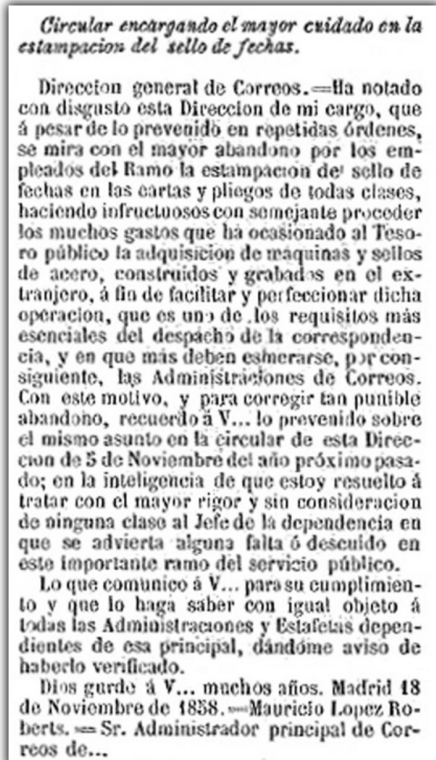 Circular encargando el mayor cuidado en la
estampacion del sello de fechas.
Direccion general de Correos.=Ha notado
con disgusto esta Direccion de mi cargo, que
á pesar de lo prevenido en repetidas órdenes,
se mira con el mayor abandono por los em-
pleados del Ramo la estampacion de' sello de
fechas en las cartas y pliegos de todas clases,
haciendo infructuosos con semejante proceder
los muchos gastos que ha ocasionado al Teso-
ro público la adquisicion de maquinas y sellos
de acero, construidos y grabados en el ex-
tranjero, á fin de facilitar y perfeccionar dicha
operacion, que es uno de los requisitos más
esenciales del despacho de la corresponden-
cia, y en que más deben esmerarse, por con-
siguiente, las Administraciones de Correos.
Con este motivo, y para corregir tan punible
abandono, recuerdo á V... lo prevenido sobre
el mismo asunto en la circular de esta Direc-
cion de 5 de Noviembre del año próximo pasa-
do; en la inteligencia de que estoy resuelto á
tratar con el mayor rigor y sin consideracion
de ninguna clase al Jefe de la dependencia en
que se advierta alguna falta ó descuido en
este importante ramo del servicio público.
Lo que comunico á V... para su cumplimien-
to y que lo haga saber con igual objeto á
todas las Administraciones y Estafetas depen-
dientes de esa principal, dándome aviso de
haberlo verificado.
Dios gurde á V... muchos años. Madrid 18
de Noviembre de 1858.=Mauricio Lopez Ro-
berts.=Sr. Administrador principal de Cor-
reos de...